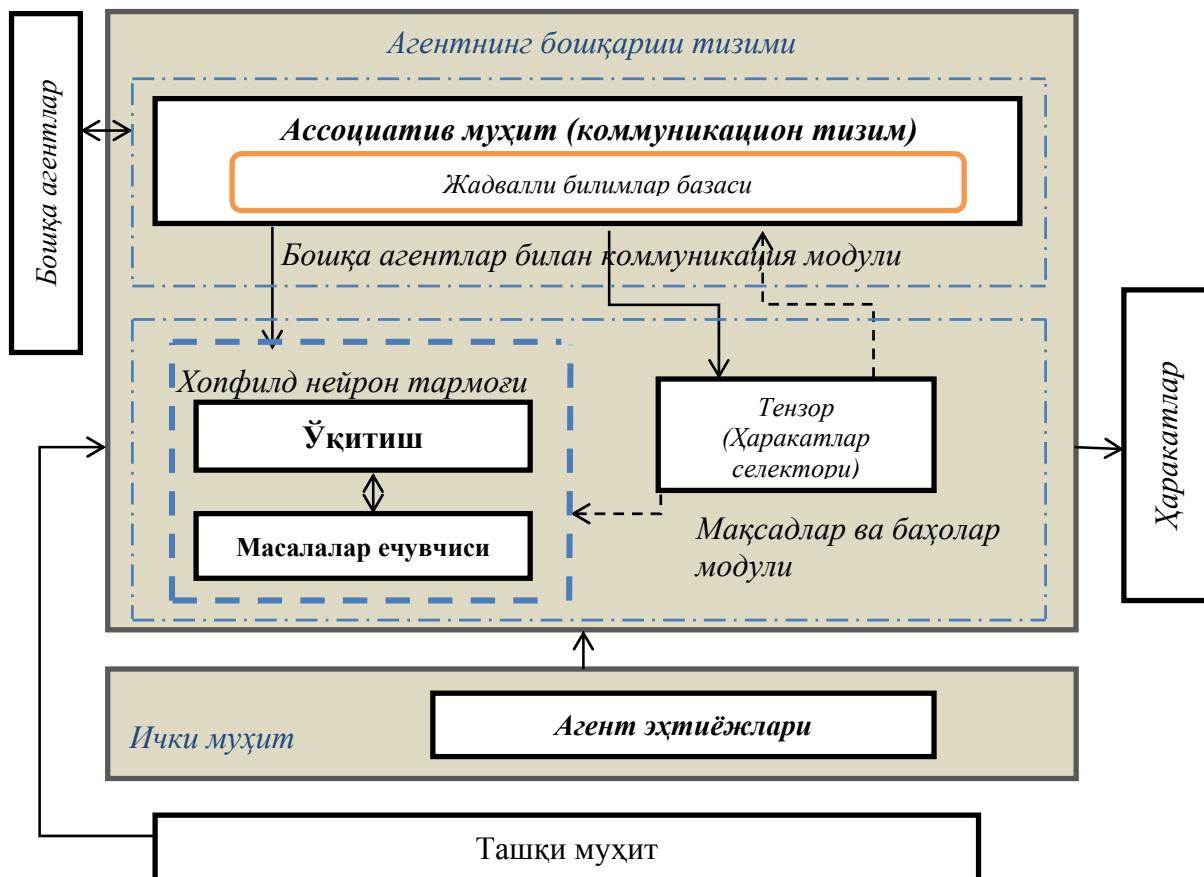 Бошқа агентлар
Агентнинг бошқарши тизими
Ассоциатив муҳит (коммуникацион тизим)
Жадвалли билимлар базаси
Бошқа агентлар билан коммуникация модули
Хопфилд нейрон тармоғи
Ўқитиш
Масалалар ечувчиси
Тензор
(Ҳаракатлар
селектори)
Мақсадлар ва баҳолар
модули
Ҳаракатлар
Ички муҳит
Агент эҳтиёжлари
Ташқи муҳит